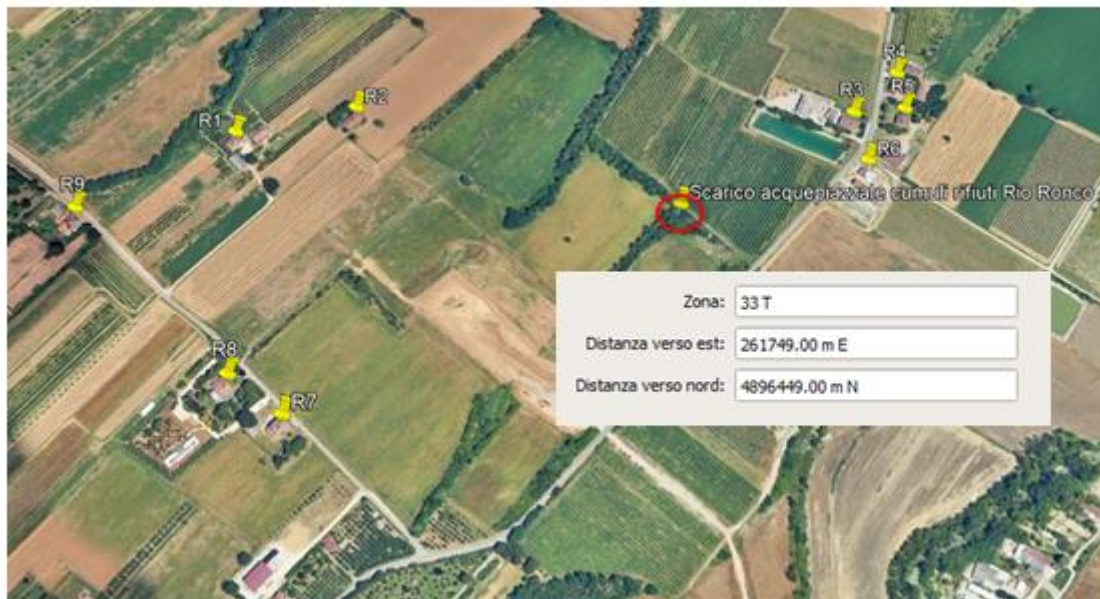 R4
R3
R5
R2
R1
R6
Scarico acquepiazzale cumuli rifiuti Rio Ronco
R9
Zona: 33 T
Distanza verso est: 261749.00 m E
R8
Distanza verso nord: 4896449.00 m N
R7